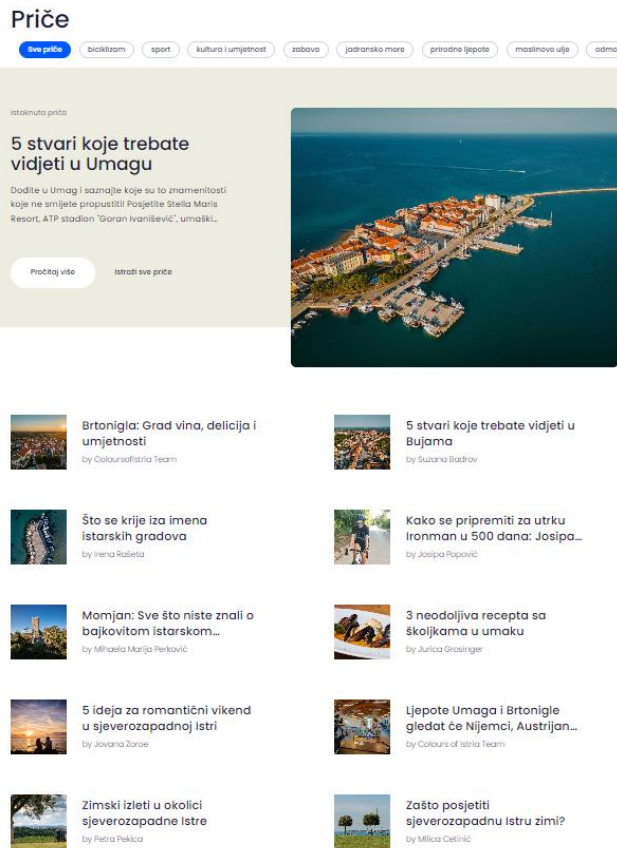 Priče
Sve priče
biciklizam
sport
kultura i umjetnost
zabava
jadransko more
prirodne ljepote
maslinovo ulje
odmo
Istaknuta priča
5 stvari koje trebate
vidjeti u Umagu
Dođite u Umag i saznajte koje su to znamenitosti
koje ne smijete propustiti! Posjetite Stella Maris
Resort, ATP stadion "Goran Ivanišević", umaški...
Pročitaj više
Istraži sve priče
Brtonigla: Grad vina, delicija i
umjetnosti
by ColoursofIstria Team
5 stvari koje trebate vidjeti u
Bujama
by Suzana Badrov
Što se krije iza imena
istarskih gradova
by Irena Rašeta
Kako se pripremiti za utrku
Ironman u 500 dana: Josipa...
by Josipa Popović
Momjan: Sve što niste znali o
bajkovitom istarskom...
by Mihaela Marija Perković
3 neodoljiva recepta sa
školjkama u umaku
by Jurica Grosinger
5 ideja za romantični vikend
u sjeverozapadnoj Istri
by Jovana Zorae
Ljepote Umaga i Brtonigle
gledat će Nijemci, Austrijan...
by Colours of Istria Team
Zimski izleti u okolici
sjeverozapadne Istre
by Petra Pekica
Zašto posjetiti
sjeverozapadnu Istru zimi?
by Milica Cetinić